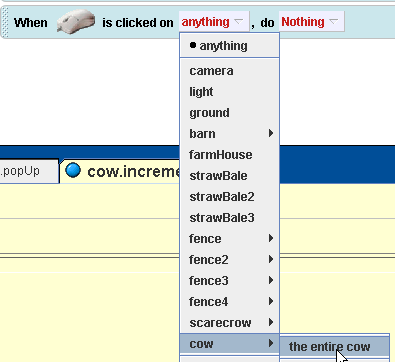 When is clicked on anything , do Nothing
anything
camera
light
ground
barn
farmHouse
strawBale
strawBale2
strawBale3
fence
fence2
fence3
fence4
scarecrow
cow
the entire cow
.popUp
cow.increme